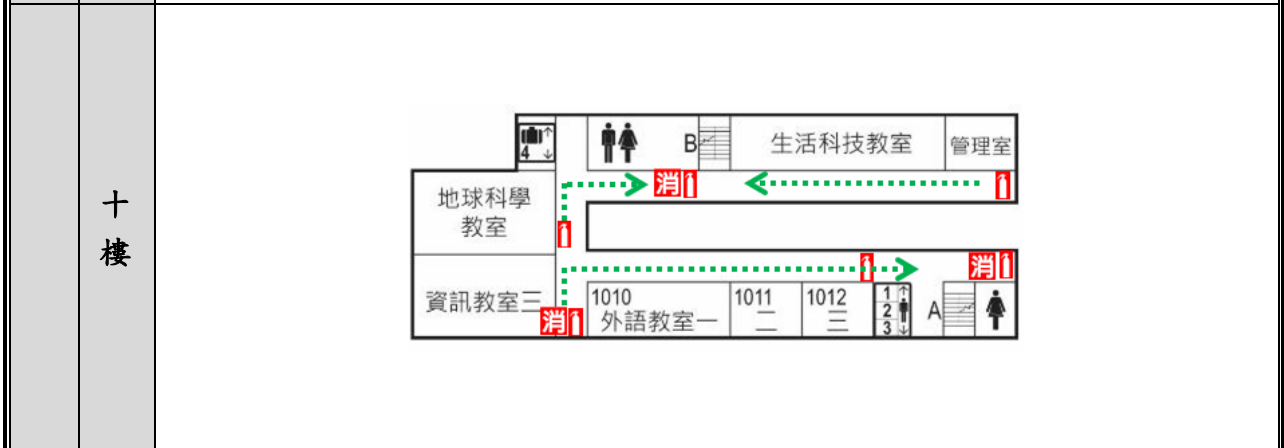 十
樓
4
B
生活科技教室
管理室
消
地球科學
教室
消
資訊教室三
消
1010
外語教室一
1011
二
1012
三
1
2
3
A